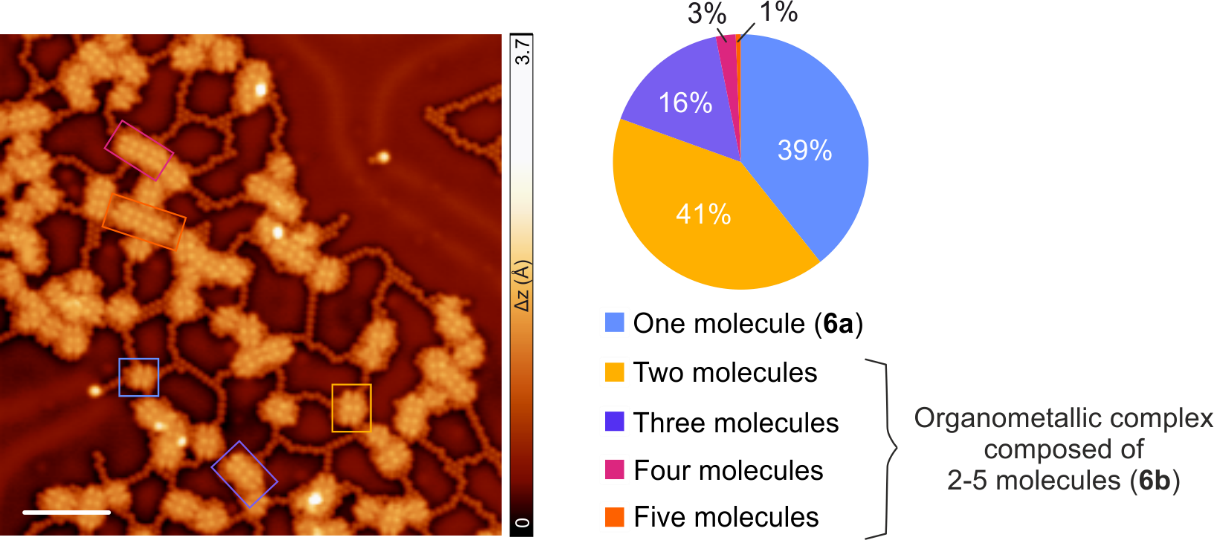 3.7
Δz (Å)
0
3%
1%
16%
39%
41%
One molecule (6a)
Two molecules
Three molecules
Four molecules
Five molecules
Organometallic complex
composed of
2-5 molecules (6b)